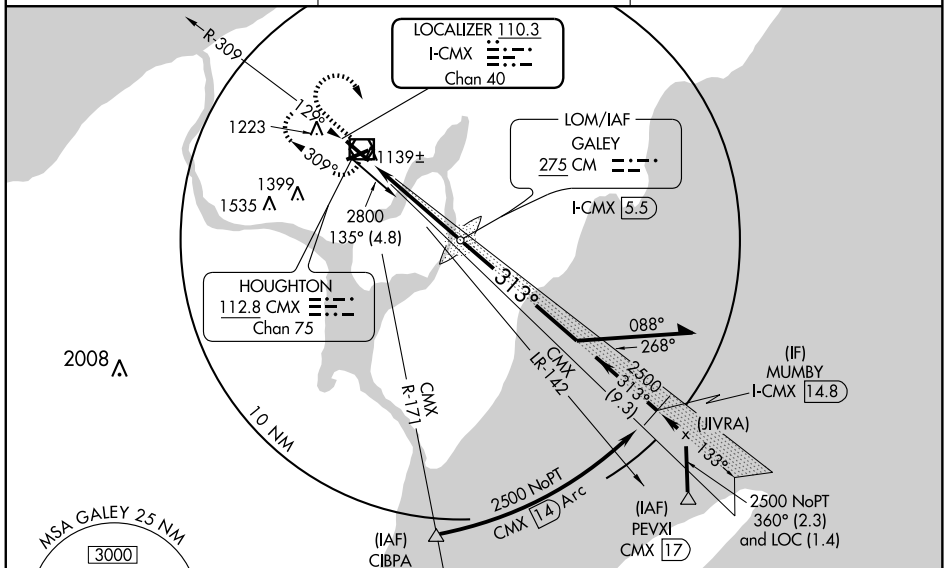 R-309
LOCALIZER 110.3
I-CMX
Chan 40
129°
1223
309°
1139±
LOM/IAF
GALEY
275 CM
I-CMX 5.5
1399
1535
2800
135° (4.8)
HOUGHTON
112.8 CMX
Chan 75
313°
088°
268°
2008
CMX
R-171
CMX
LR-142
2500
313°
(9.3)
(IF)
MUMBY
I-CMX 14.8
(JIVRA)
133°
10 NM
2500 NoPT
CMX 14 Arc
(IAF)
PEVXI
CMX 17
2500 NoPT
360° (2.3)
and LOC (1.4)
(IAF)
CIBPA
MSA GALEY 25 NM
3000